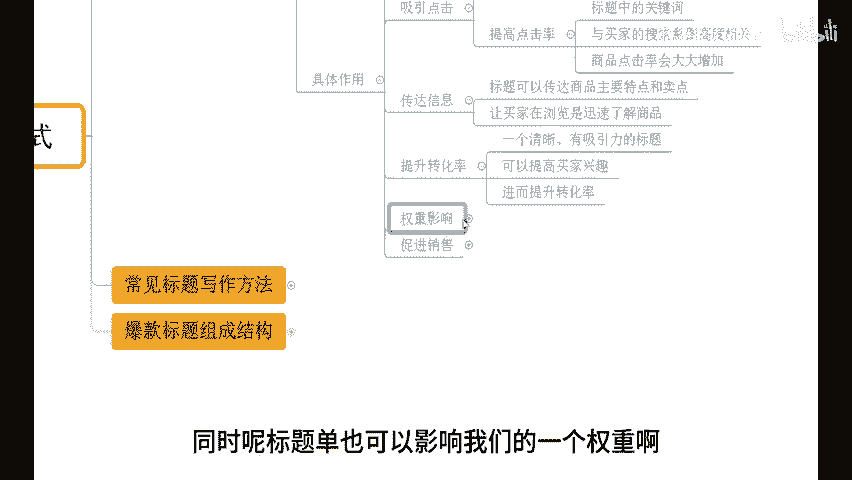 吸引点击
标题中的关键词
提高点击率
与买家的搜索意图高度相关
商品点击率会大大增加
具体作用
标题可以传达商品主要特点和卖点
传达信息
让买家在浏览是迅速了解商品
式
一个清晰、有吸引力的标题
提升转化率
可以提高买家兴趣
进而提升转化率
权重影响
促进销售
常见标题写作方法
爆款标题组成结构
同时呢标题单也可以影响我们的一个权重啊